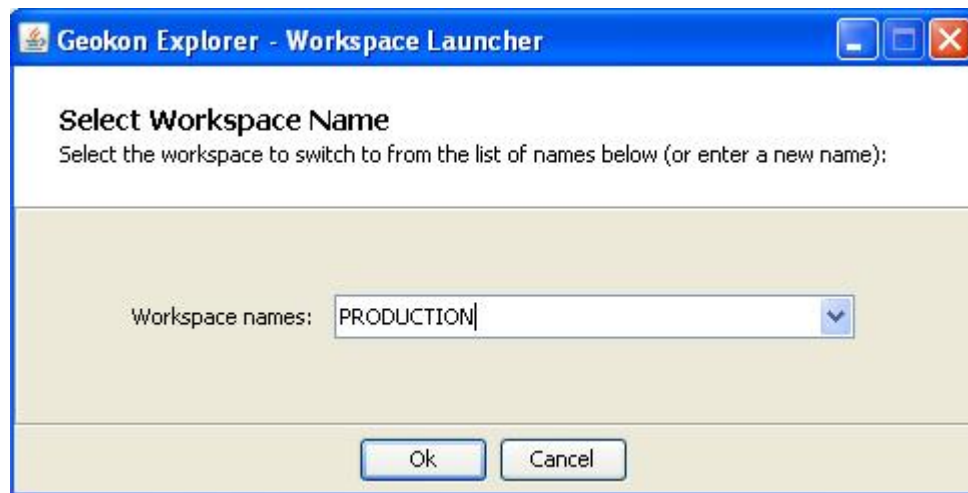 Geokon Explorer - Workspace Launcher
Select Workspace Name
Select the workspace to switch to from the list of names below (or enter a new name):
Workspace names: PRODUCTION
Ok Cancel